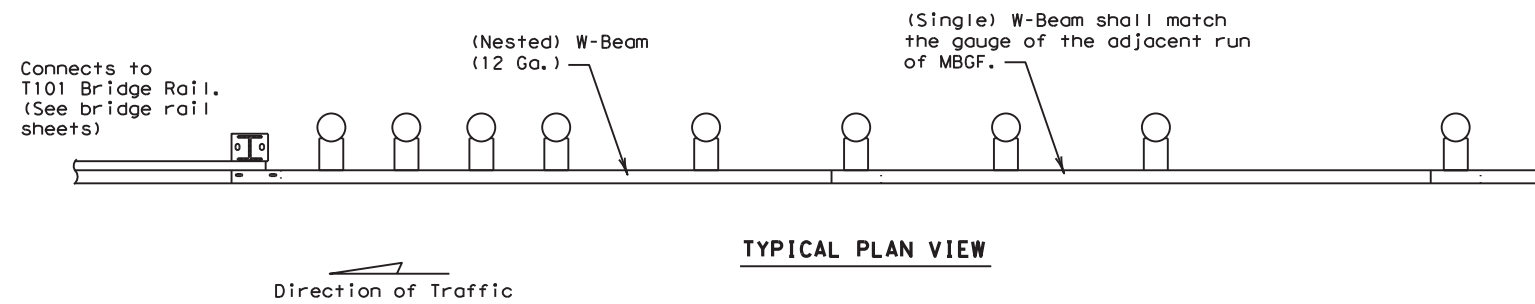 Connects to
T101 Bridge Rail.
(See bridge rail
sheets)
(Nested) W-Beam
(12 Ga.)
(Single) W-Beam shall match
the gauge of the adjacent run
of MBGF.
TYPICAL PLAN VIEW
Direction of Traffic